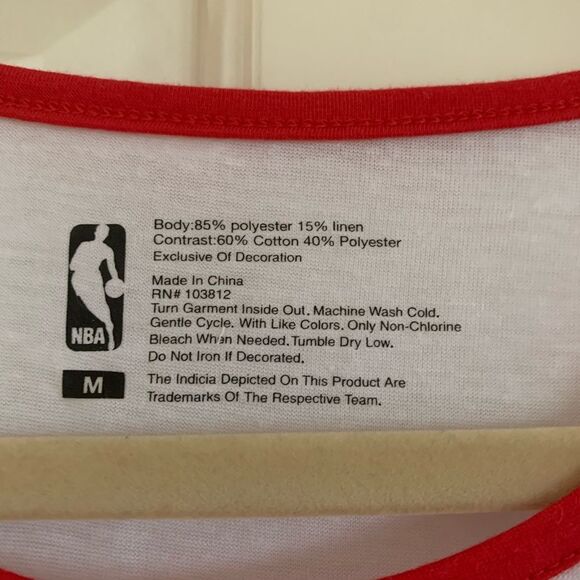 Body:85% polyester 15% linen
Contrast:60% Cotton 40% Polyester
Exclusive Of Decoration
Made In China
RN# 103812
Turn Garment Inside Out. Machine Wash Cold.
Gentle Cycle. With Like Colors. Only Non-Chlorine
Bleach When Needed. Tumble Dry Low.
Do Not Iron If Decorated.
The Indicia Depicted On This Product Are
Trademarks Of The Respective Team.
NBA
M